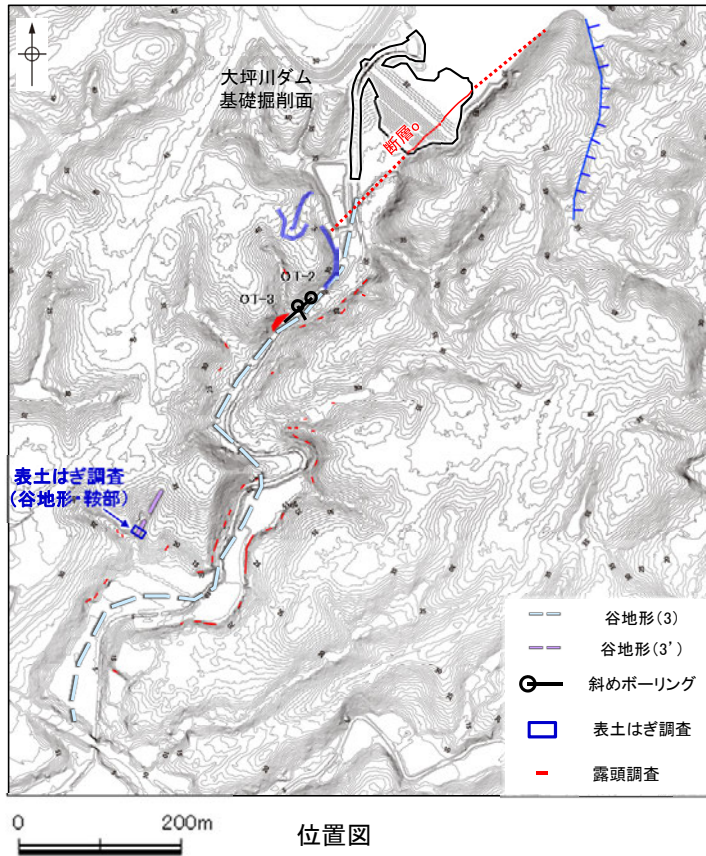 大坪川ダム
基礎掘削面
断層o
OT-2
OT-3
表土はぎ調査
(谷地形・鞍部)
谷地形(3)
谷地形(3')
斜めボーリング
表土はぎ調査
露頭調査
0
200m
位置図